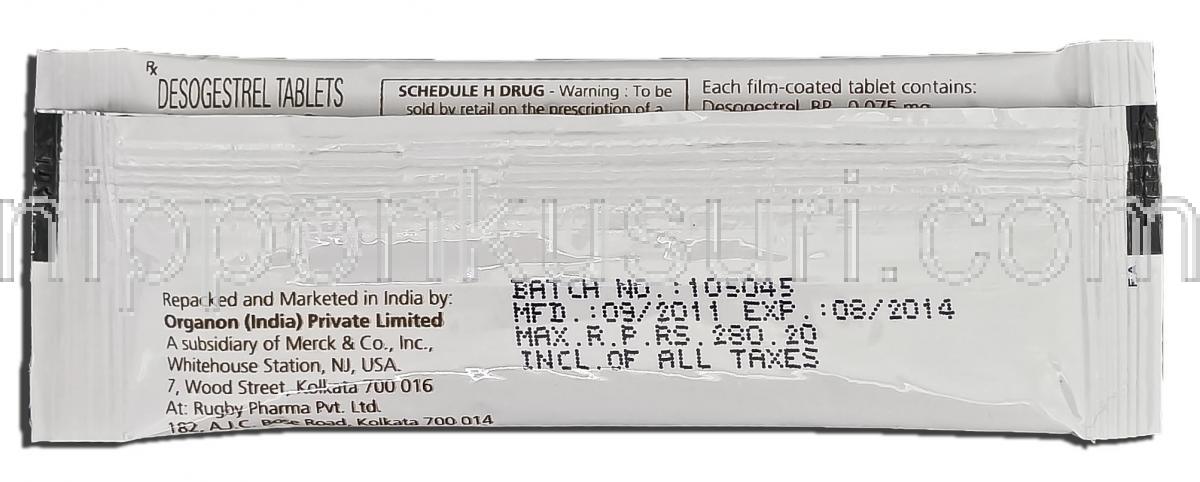 Rx
DESOGESTREL TABLETS
SCHEDULE H DRUG - Warning : To be
sold by retail on the prescription of a
Each film-coated tablet contains:
Desogestrel BP 0.075 mg
nipponkusuri.com
Repacked and Marketed in India by:
Organon (India) Private Limited
A subsidiary of Merck & Co., Inc.,
Whitehouse Station, NJ, USA.
7, Wood Street, Kolkata 700 016
At: Rugby Pharma Pvt. Ltd.
182, A.J.C. Bose Road, Kolkata 700 014
BATCH NO.:105045
MFD.:09/2011 EXP.:08/2014
MAX.R.P.RS.280.20
INCL.OF ALL TAXES